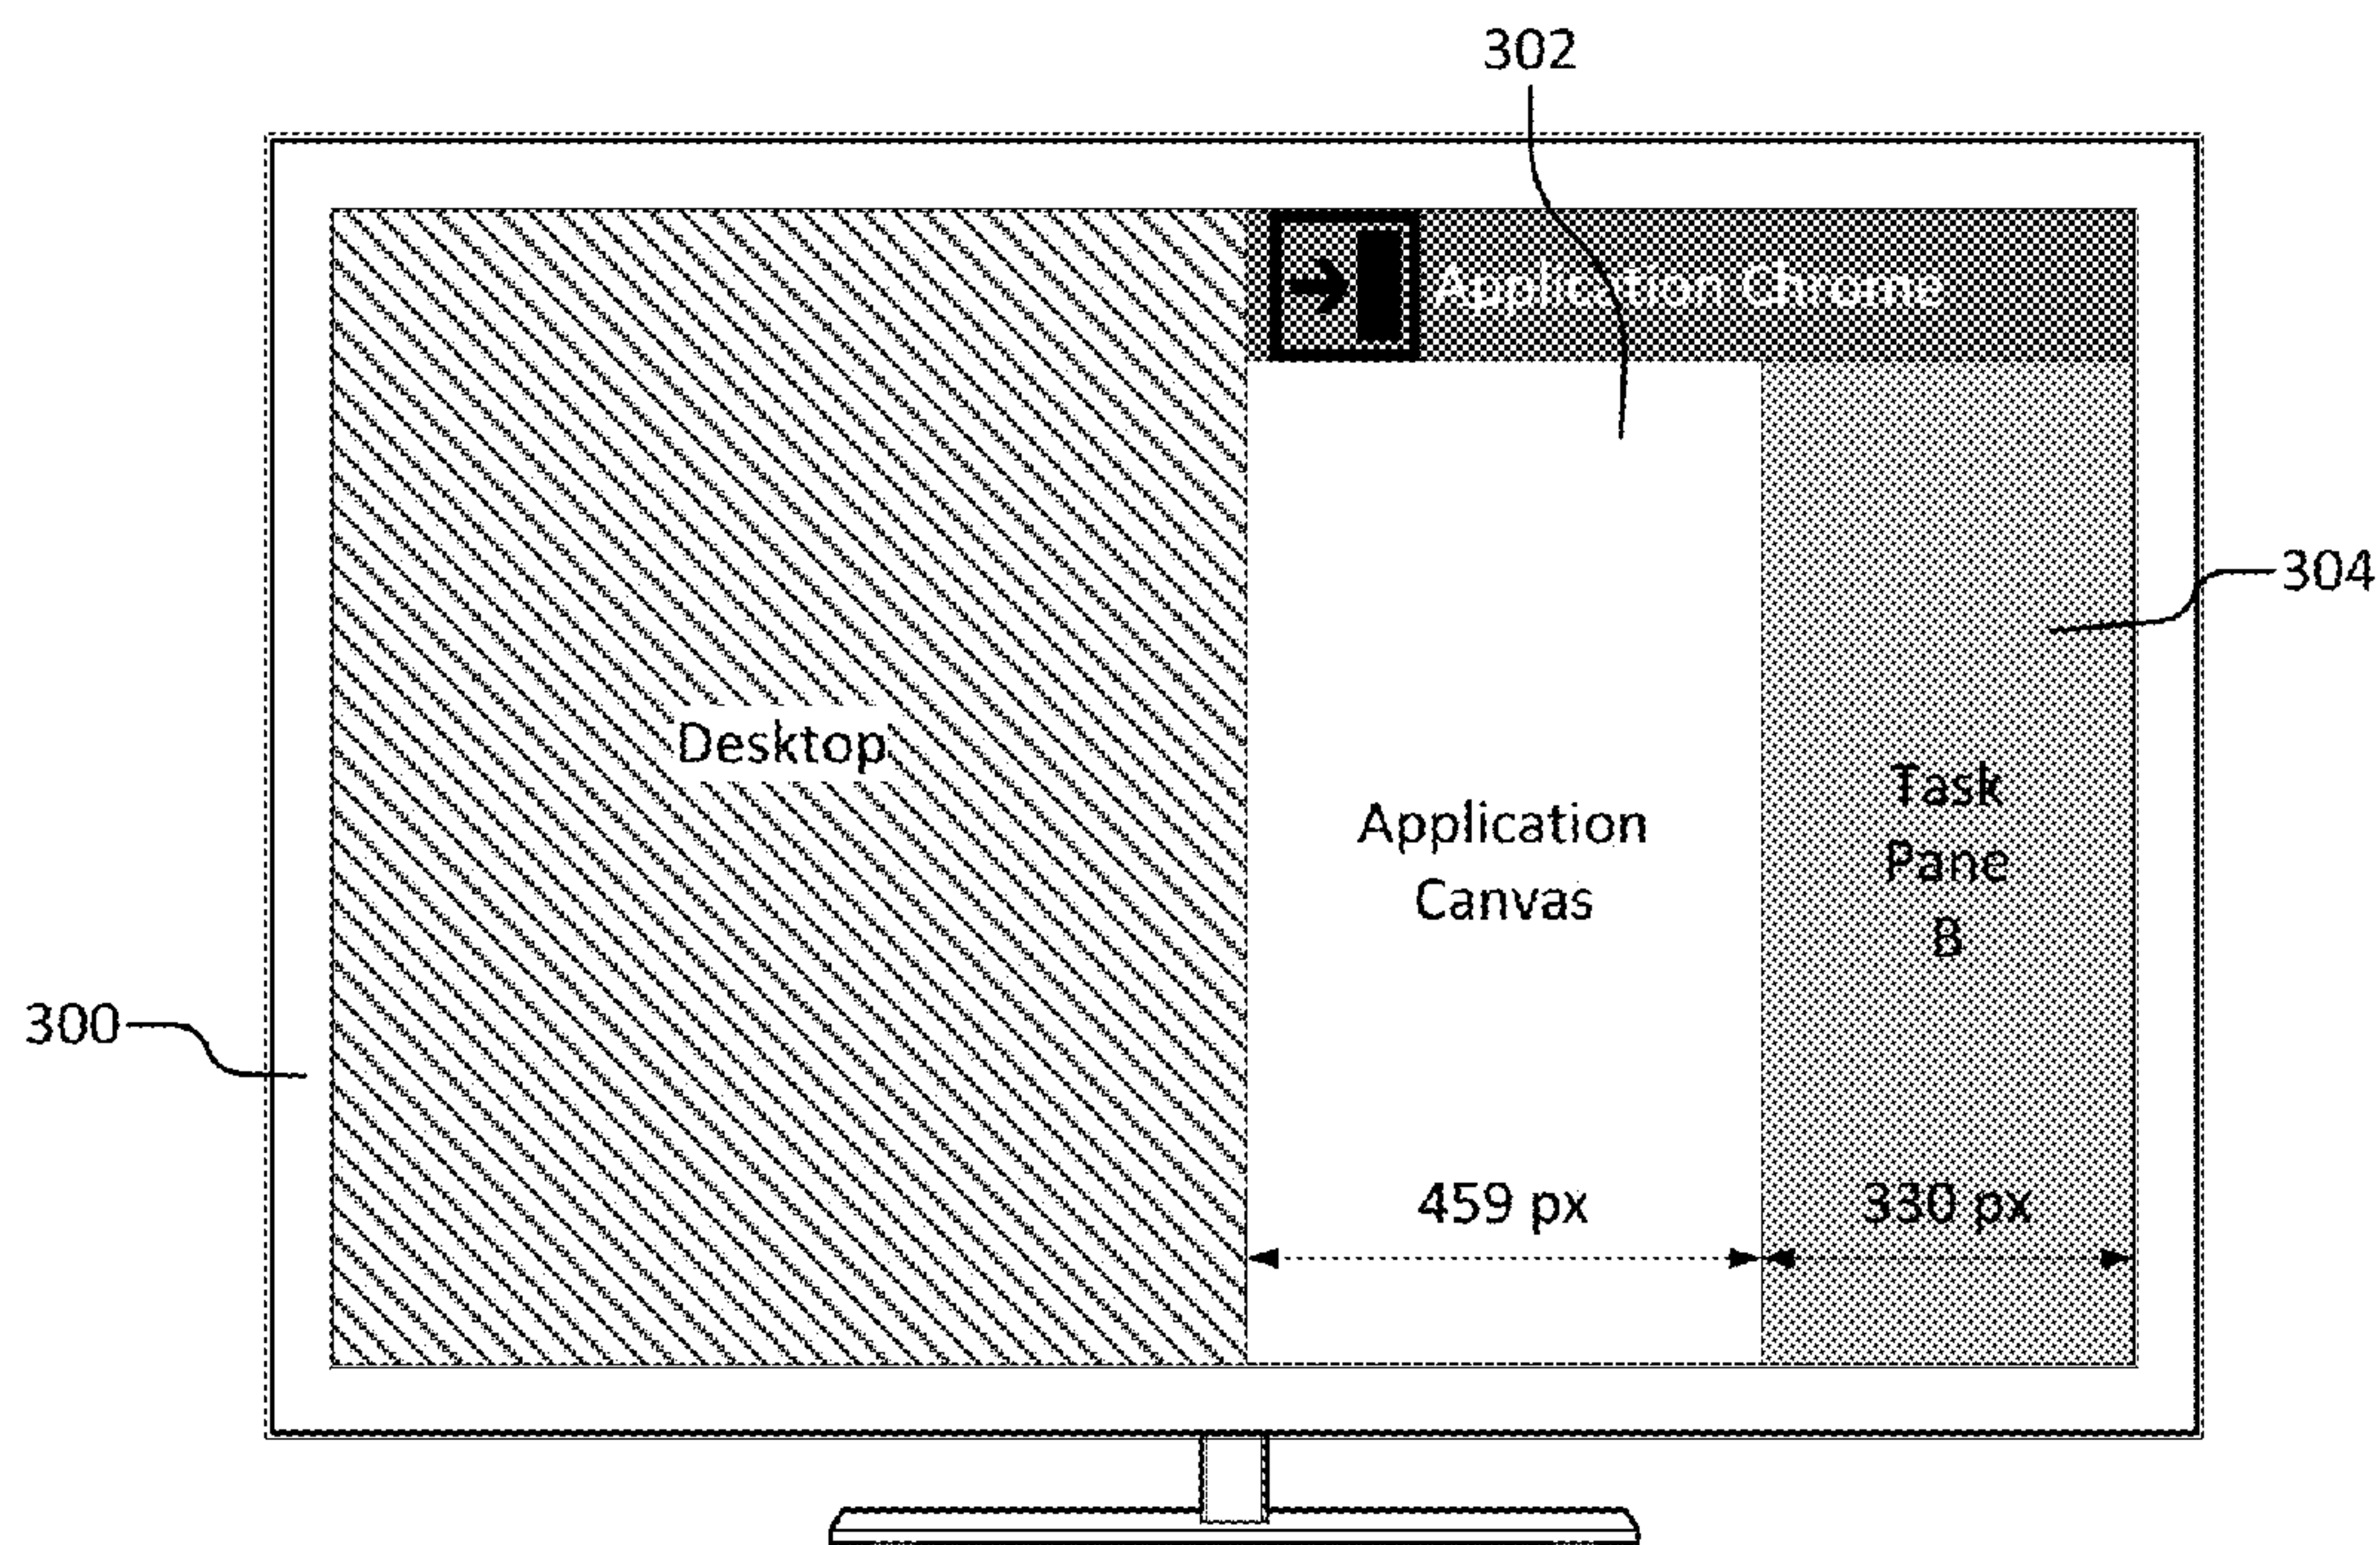 302
Application Chrome
304
Desktop
Task
Pane
B
Application
Canvas
300
459 px
330 px